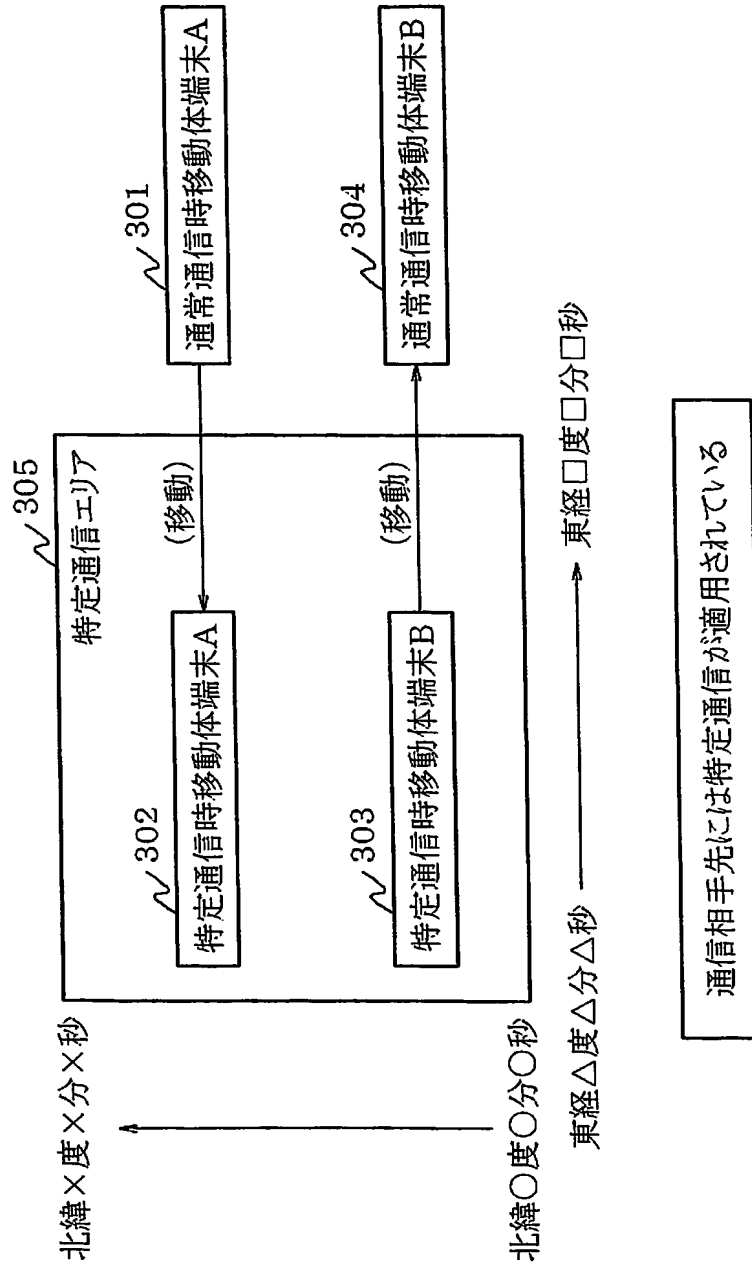 305
特定通信エリア
北緯×度×分×秒
301
通常通信時移動体端末A
(移動)
302
特定通信時移動体端末A
304
通常通信時移動体端末B
(移動)
303
特定通信時移動体端末B
北緯○度○分○秒
東経△度△分△秒
東経□度□分□秒
通信相手先には特定通信が適用されている